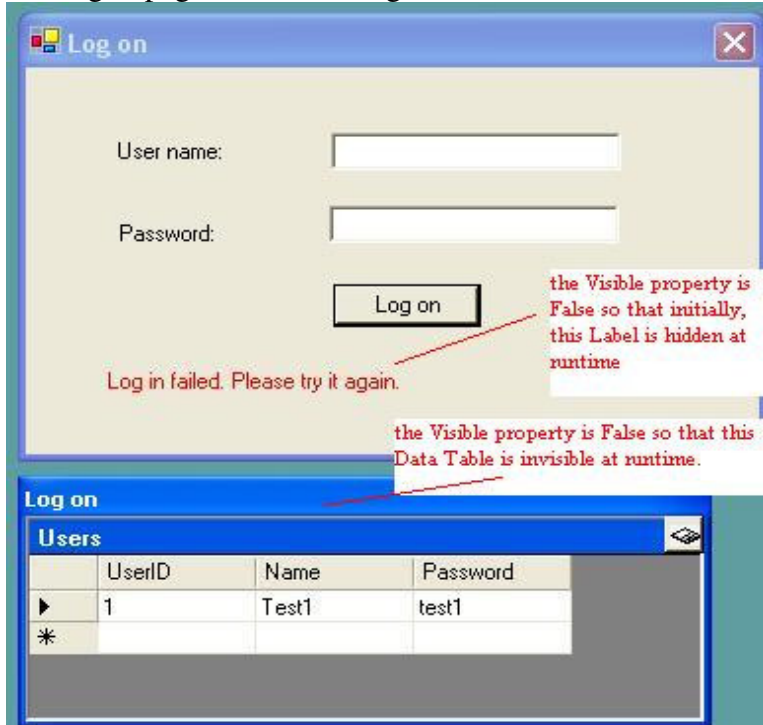 Log on
User name:
Password:
Log on
the Visible property is
False so that initially,
this Label is hidden at
runtime
Log in failed. Please try it again.
the Visible property is False so that this
Data Table is invisible at runtime.
Log on
Users
UserID Name Password
1 Test1 test1